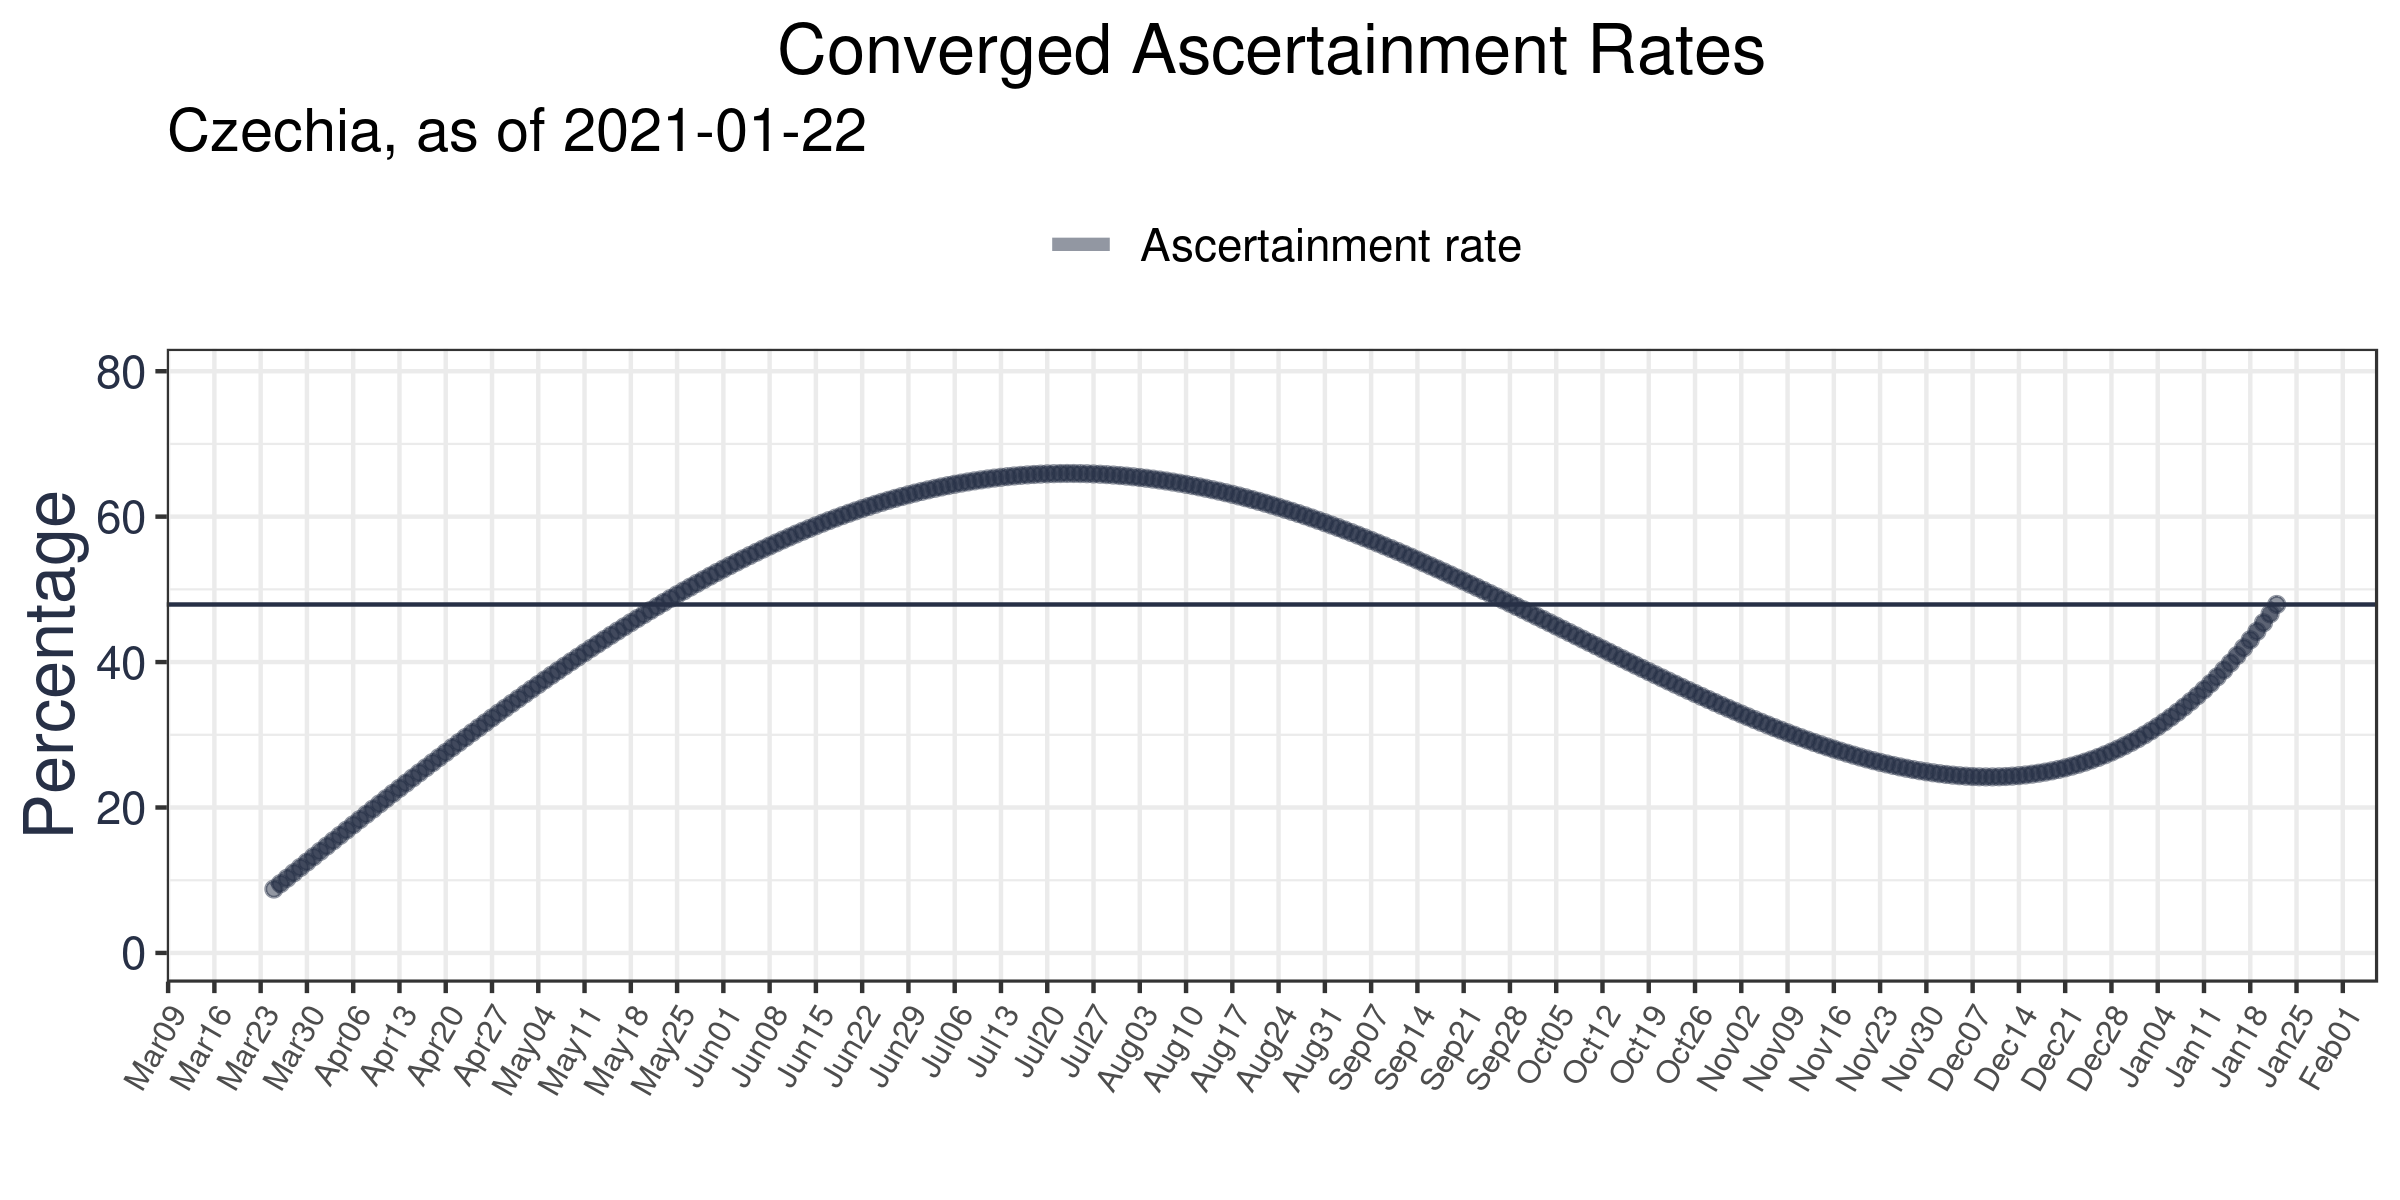 Converged Ascertainment Rates
Czechia, as of 2021-01-22
Ascertainment rate
Percentage
80
60
40
20
0
Mar09 Mar16 Mar23 Mar30 Apr06 Apr13 Apr20 Apr27 May04 May11 May18 May25 Jun01 Jun08 Jun15 Jun22 Jun29 Jul06 Jul13 Jul20 Jul27 Aug03 Aug10 Aug17 Aug24 Aug31 Sep07 Sep14 Sep21 Sep28 Oct05 Oct12 Oct19 Oct26 Nov02 Nov09 Nov16 Nov23 Nov30 Dec07 Dec14 Dec21 Dec28 Jan04 Jan11 Jan18 Jan25 Feb01